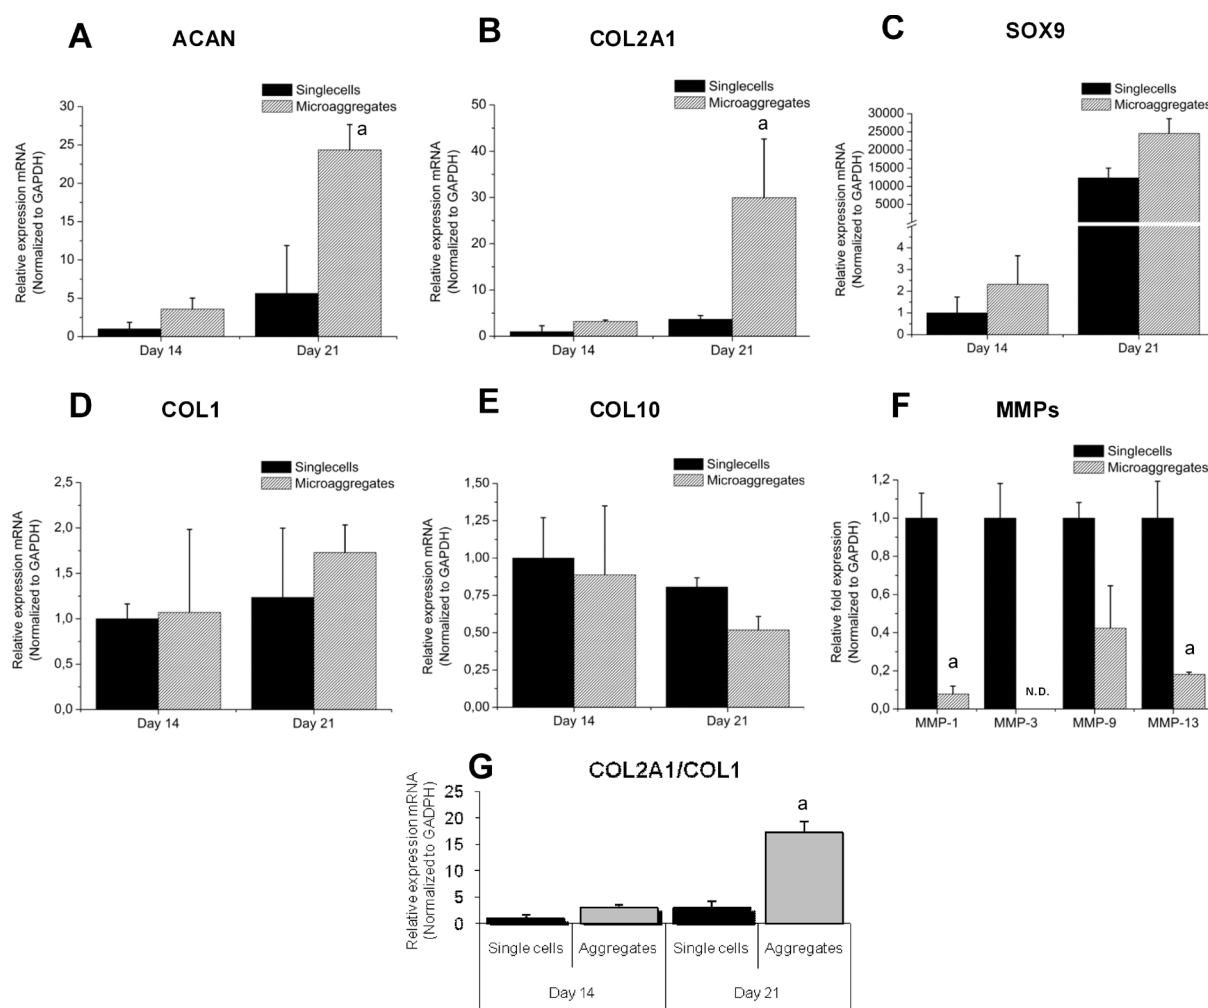 A
ACAN
Singlecells
Microaggregates
Relative expression mRNA
(Normalized to GAPDH)
30
25
20
15
10
5
0
a
Day 14
Day 21
B
COL2A1
Singlecells
Microaggregates
Relative expression mRNA
(Normalized to GAPDH)
50
40
30
20
10
0
a
Day 14
Day 21
C
SOX9
Singlecells
Microaggregates
Relative expression mRNA
(Normalized to GAPDH)
30000
25000
20000
15000
10000
5000
4
3
2
1
0
Day 14
Day 21
D
COL1
Singlecells
Microaggregates
Relative expression mRNA
(Normalized to GAPDH)
2,5
2,0
1,5
1,0
0,5
0,0
Day 14
Day 21
E
COL10
Singlecells
Microaggregates
Relative expression mRNA
(Normalized to GAPDH)
1,50
1,25
1,00
0,75
0,50
0,25
0,00
Day 14
Day 21
F
MMPs
Singlecells
Microaggregates
Relative fold expression
(Normalized to GAPDH)
1,2
1,0
0,8
0,6
0,4
0,2
0,0
a
N.D.
a
MMP-1
MMP-3
MMP-9
MMP-13
G
COL2A1/COL1
Relative expression mRNA
(Normalized to GADPH)
25
20
15
10
5
0
a
Single cells
Aggregates
Single cells
Aggregates
Day 14
Day 21